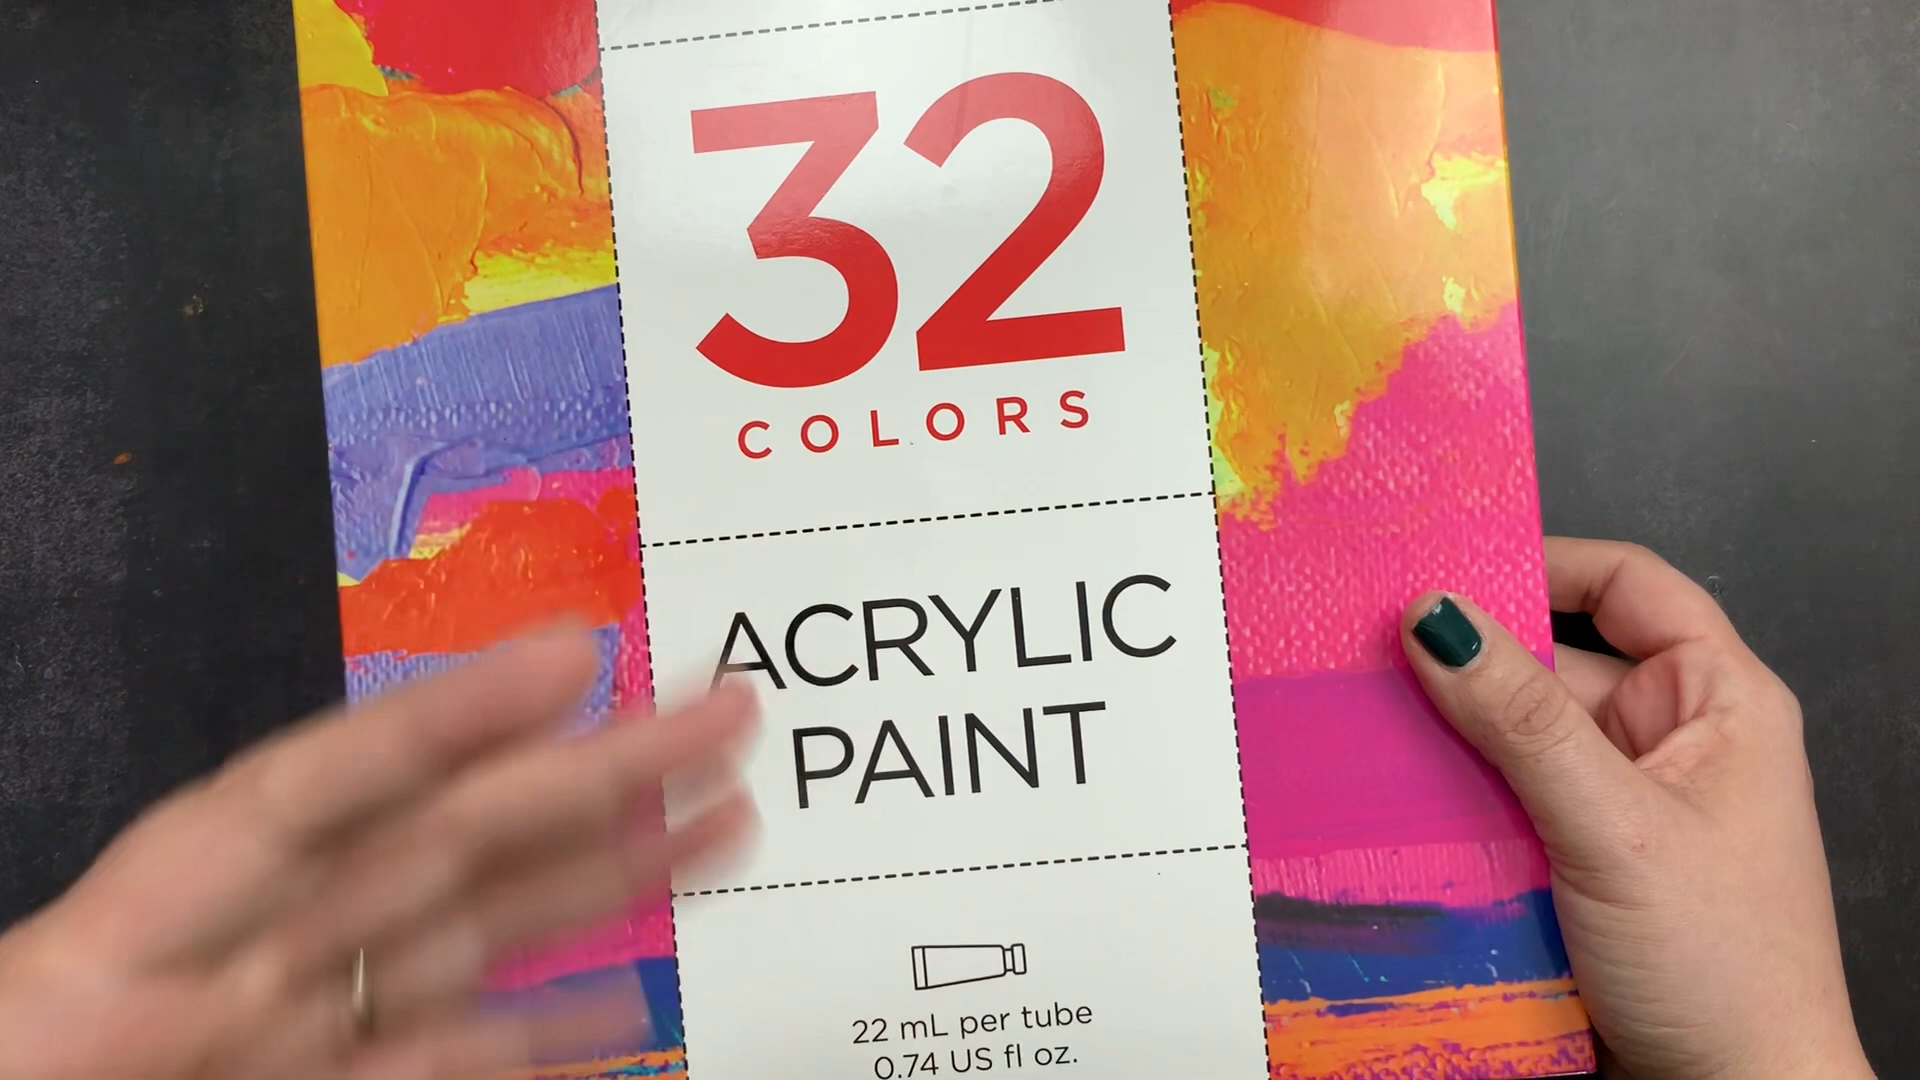 32
COLORS
ACRYLIC
PAINT
22 mL per tube
0.74 US fl oz.